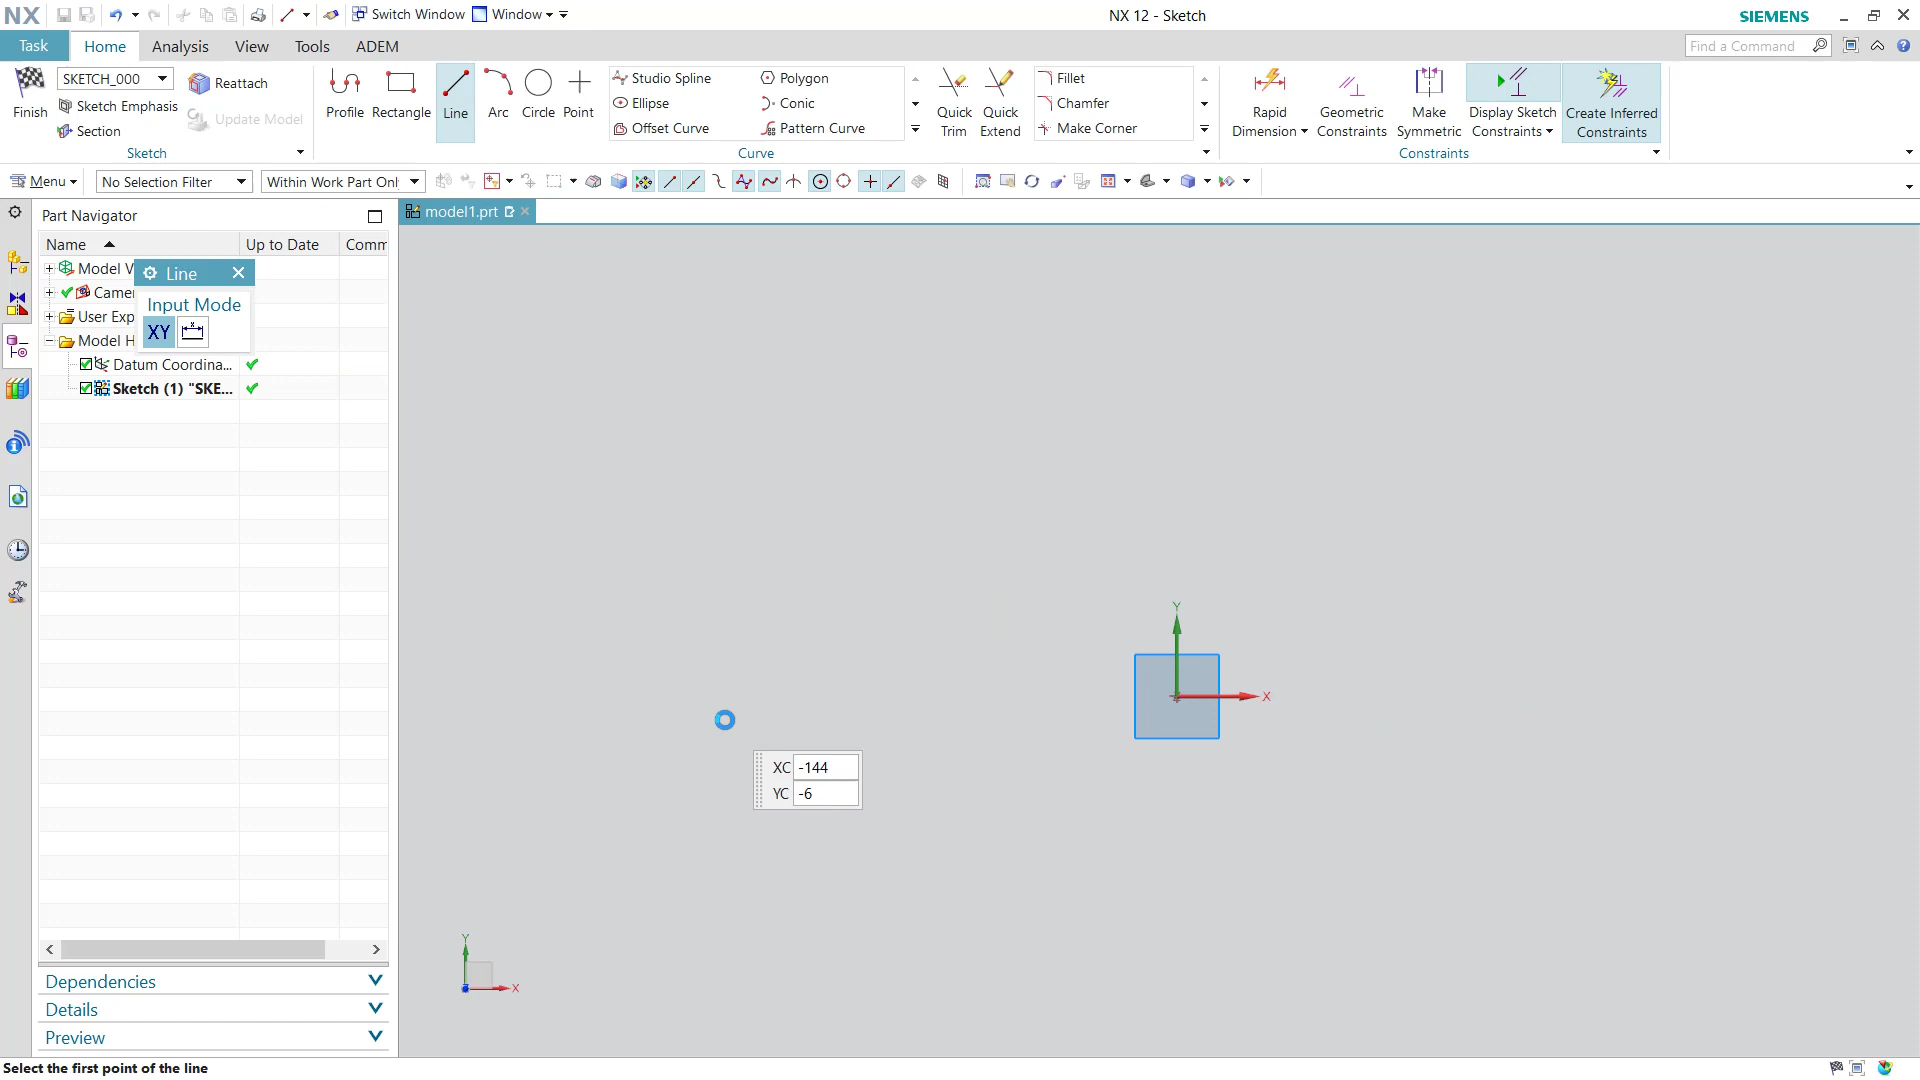 NX
Switch Window
Window
NX 12 - Sketch
SIEMENS
Task
Home
Analysis
View
Tools
ADEM
Find a Command
Finish
SKETCH_000
Sketch Emphasis
Section
Reattach
Update Model
Sketch
Profile
Rectangle
Line
Arc
Circle
Point
Studio Spline
Ellipse
Offset Curve
Polygon
Conic
Pattern Curve
Quick
Trim
Quick
Extend
Fillet
Chamfer
Make Corner
Curve
Rapid
Dimension
Geometric
Constraints
Make
Symmetric
Display Sketch
Constraints
Create Inferred
Constraints
Constraints
Menu
No Selection Filter
Within Work Part Onl
Part Navigator
model1.prt
Name
Up to Date
Comm
Model V
Camer
User Exp
Model H
Line
Input Mode
XY
Datum Coordina...
Sketch (1) "SKE...
Y
X
XC -144
YC -6
Y
X
Dependencies
Details
Preview
Select the first point of the line